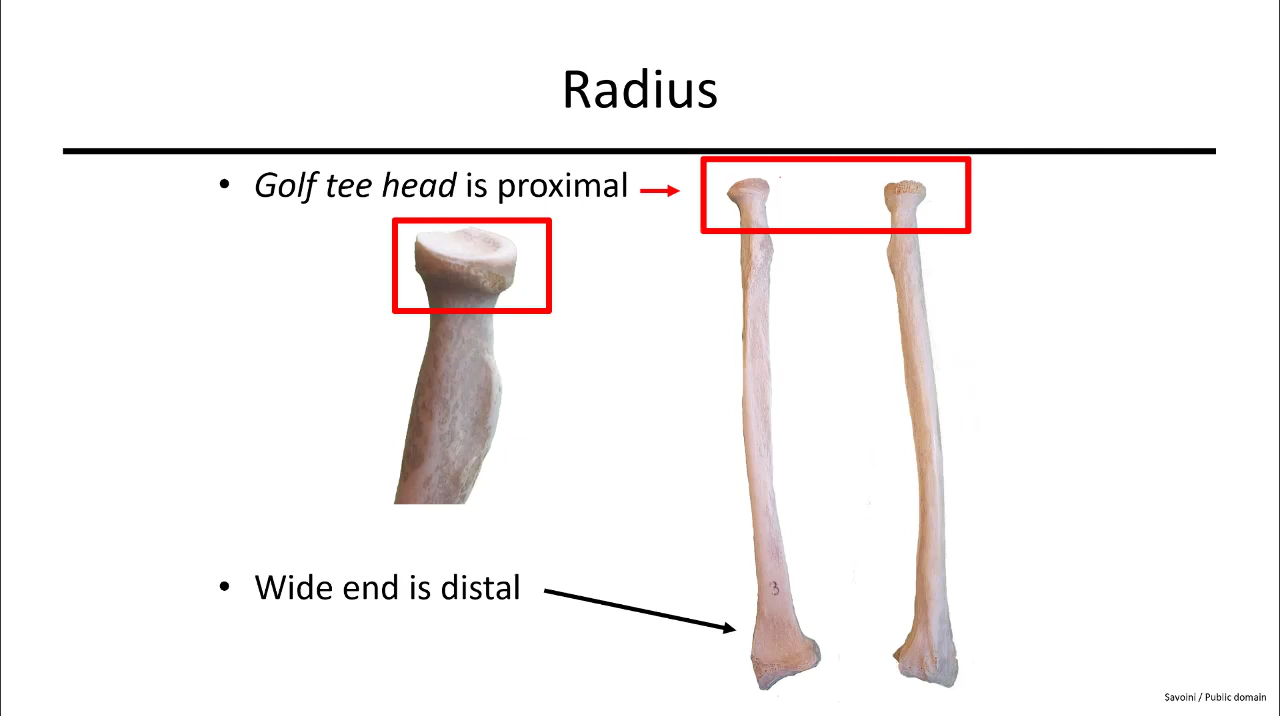 Radius
• Golf tee head is proximal
• Wide end is distal
3
Savoini / Public domain